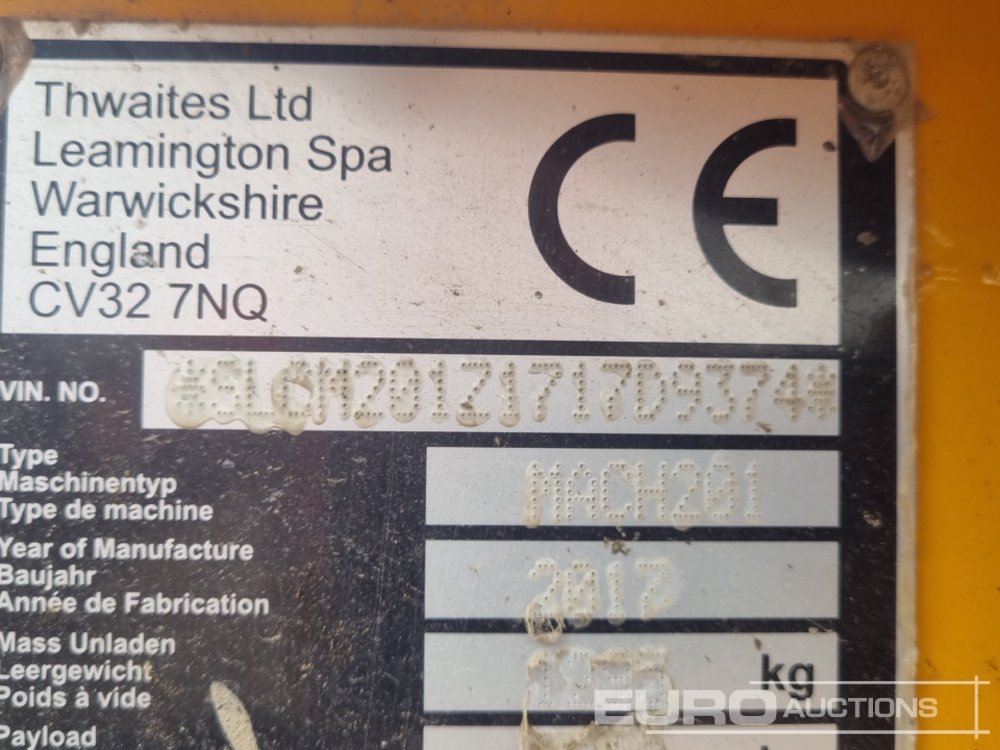 Thwaites Ltd
Leamington Spa
Warwickshire
England
CV32 7NQ
CE
VIN. NO. *SLCM201Z1717D9374*
Type
Maschinentyp
Type de machine
MACH201
Year of Manufacture
Baujahr
Année de Fabrication
2017
Mass Unladen
Leergewicht
Poids à vide
kg
Payload
EURO AUCTIONS